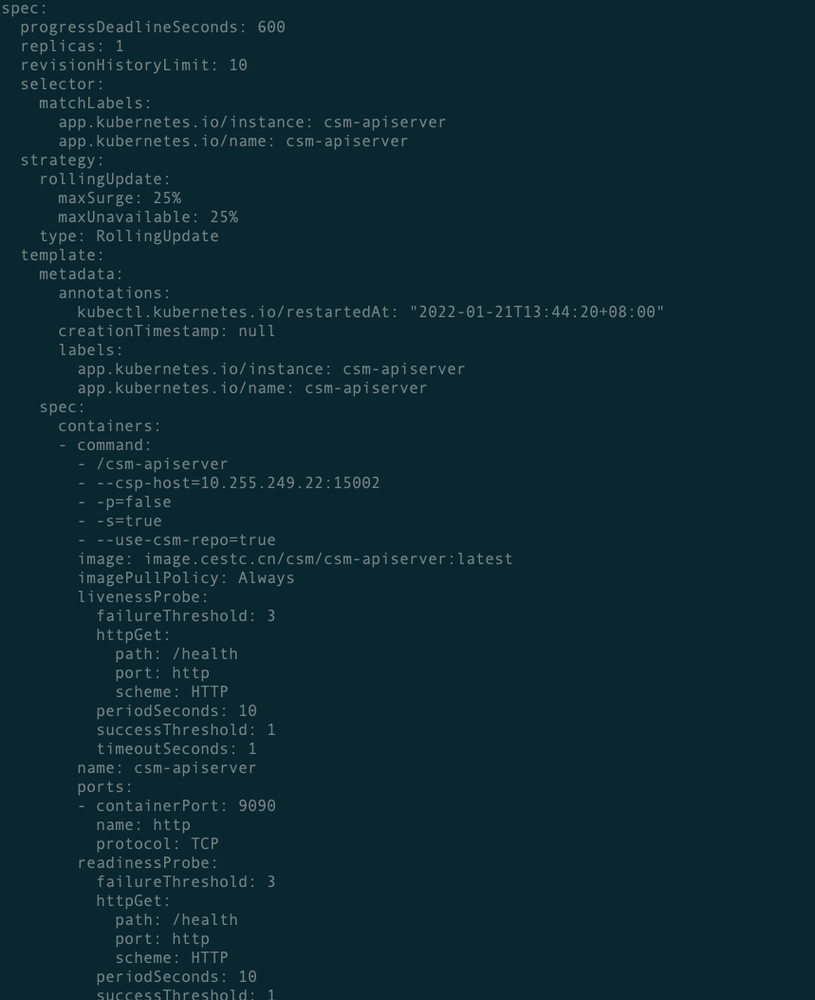 spec:
  progressDeadlineSeconds: 600
  replicas: 1
  revisionHistoryLimit: 10
  selector:
    matchLabels:
      app.kubernetes.io/instance: csm-apiserver
      app.kubernetes.io/name: csm-apiserver
  strategy:
    rollingUpdate:
      maxSurge: 25%
      maxUnavailable: 25%
    type: RollingUpdate
  template:
    metadata:
      annotations:
        kubectl.kubernetes.io/restartedAt: "2022-01-21T13:44:20+08:00"
      creationTimestamp: null
      labels:
        app.kubernetes.io/instance: csm-apiserver
        app.kubernetes.io/name: csm-apiserver
    spec:
      containers:
      - command:
        - /csm-apiserver
        - --csp-host=10.255.249.22:15002
        - -p=false
        - -s=true
        - --use-csm-repo=true
        image: image.cestc.cn/csm/csm-apiserver:latest
        imagePullPolicy: Always
        livenessProbe:
          failureThreshold: 3
          httpGet:
            path: /health
            port: http
            scheme: HTTP
          periodSeconds: 10
          successThreshold: 1
          timeoutSeconds: 1
        name: csm-apiserver
        ports:
        - containerPort: 9090
          name: http
          protocol: TCP
        readinessProbe:
          failureThreshold: 3
          httpGet:
            path: /health
            port: http
            scheme: HTTP
          periodSeconds: 10
          successThreshold: 1